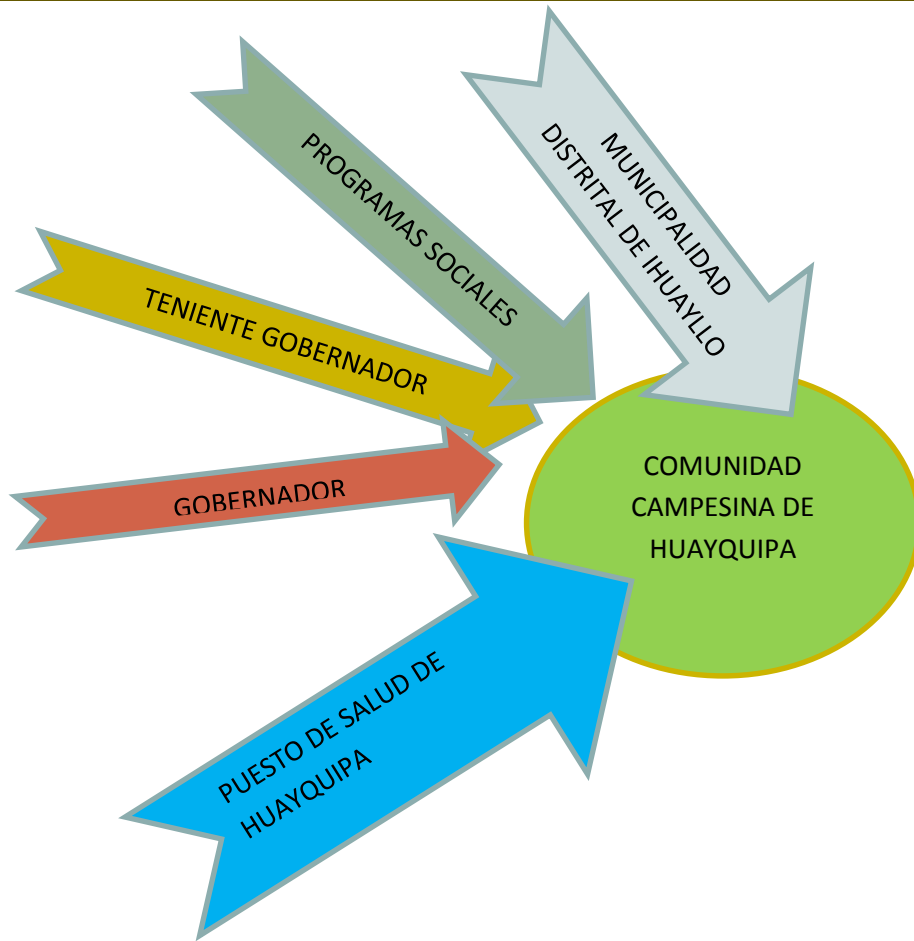 MUNICIPALIDAD
DISTRITAL DE IHUAYLLO
PROGRAMAS SOCIALES
TENIENTE GOBERNADOR
GOBERNADOR
COMUNIDAD
CAMPESINA DE
HUAYQUIPA
PUESTO DE SALUD DE
HUAYQUIPA